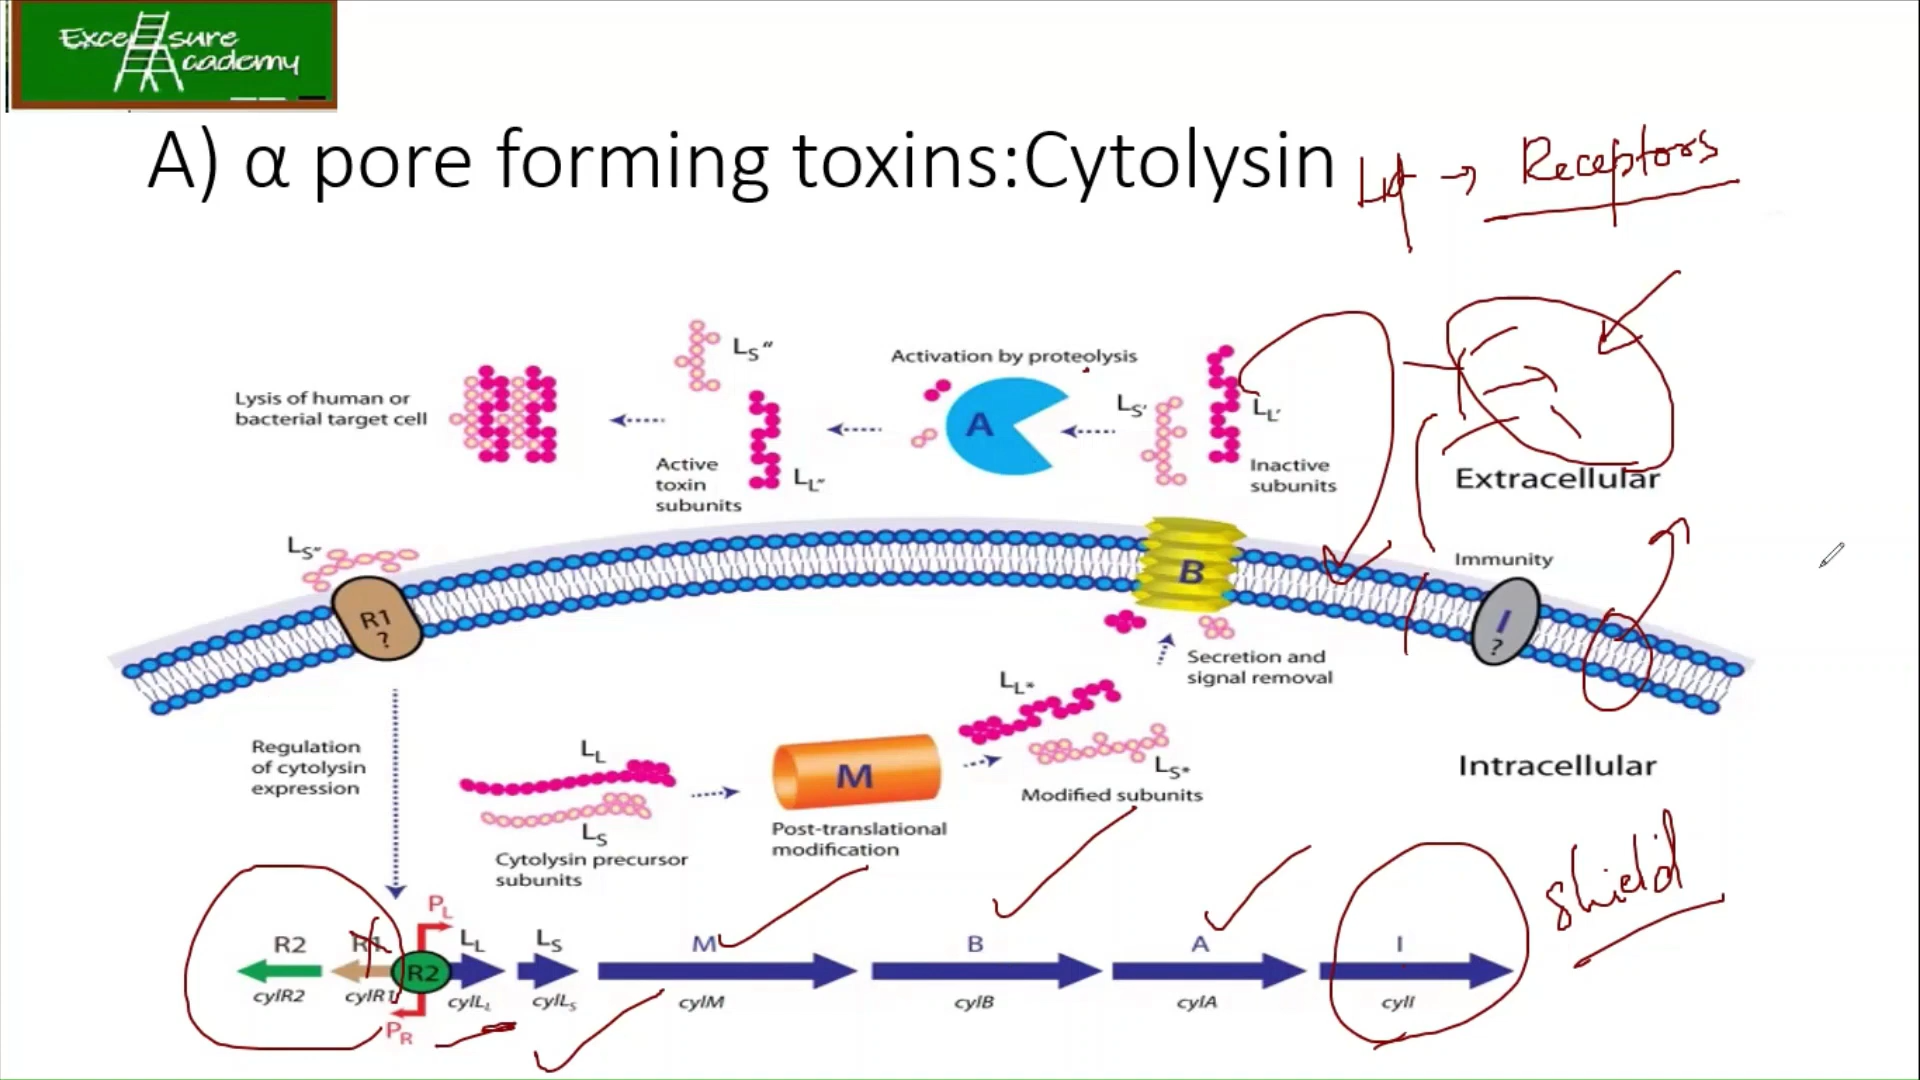 Excel sure
Academy
A) α pore forming toxins:Cytolysin
→ Receptors
Lysis of human or
bacterial target cell
LS″
Active
toxin
subunits
LL″
Activation by proteolysis
A
LS′
LL′
Inactive
subunits
Extracellular
LS″
R1
?
B
Immunity
I
?
Secretion and
signal removal
Regulation
of cytolysin
expression
LL
LS
Cytolysin precursor
subunits
M
Post-translational
modification
LL*
LS*
Modified subunits
Intracellular
shield
PL
R2
R1
R2
LL
LS
M
B
A
I
cylR2
cylR1
cylLL
cylLS
cylM
cylB
cylA
cylI
PR